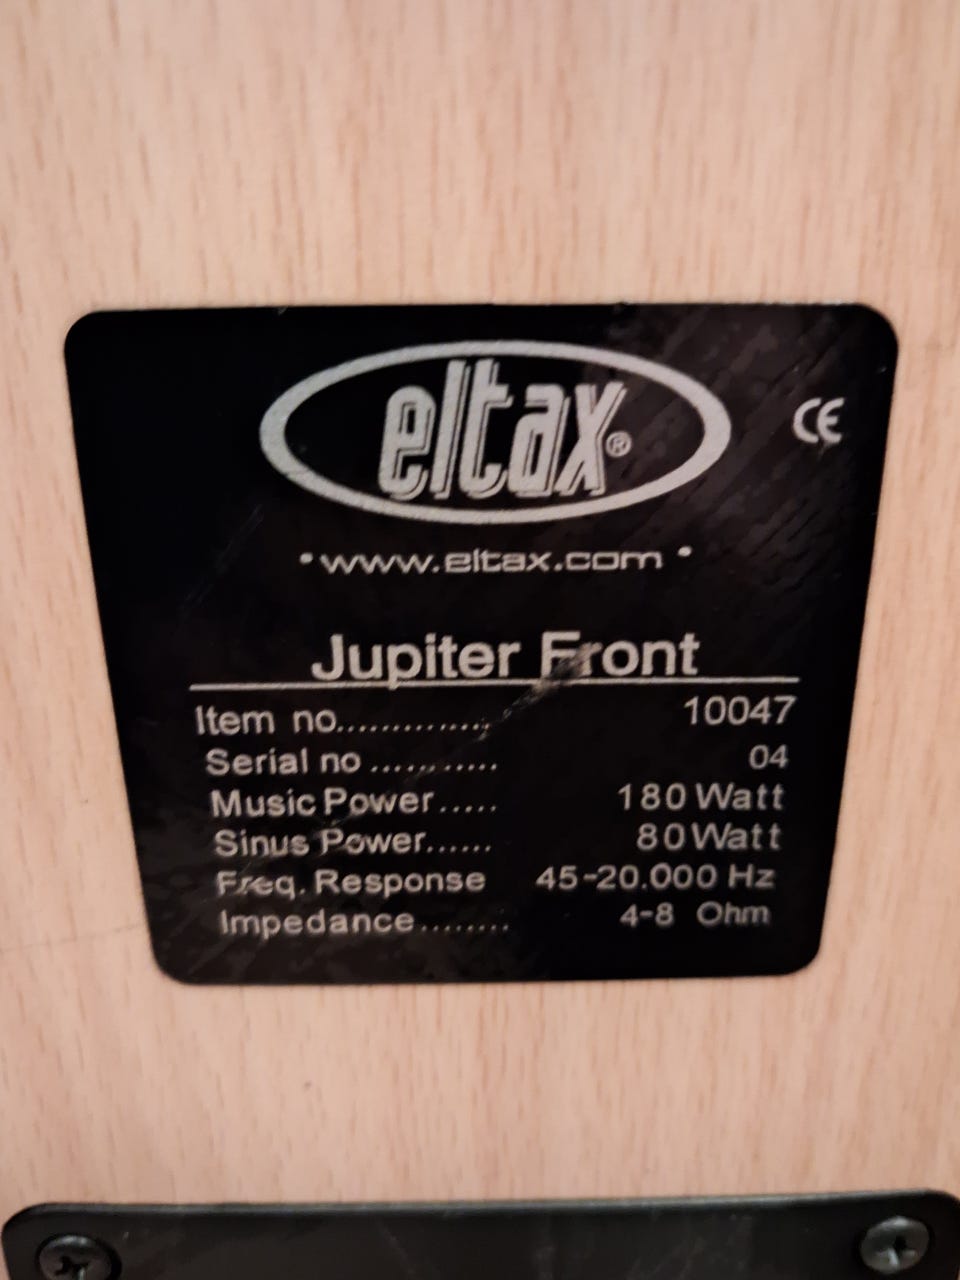 eltax®
CE
• www.eltax.com •
Jupiter Front
Item no.............. 10047
Serial no ........... 04
Music Power..... 180 Watt
Sinus Power...... 80 Watt
Freq. Response 45-20.000 Hz
Impedance........ 4-8 Ohm